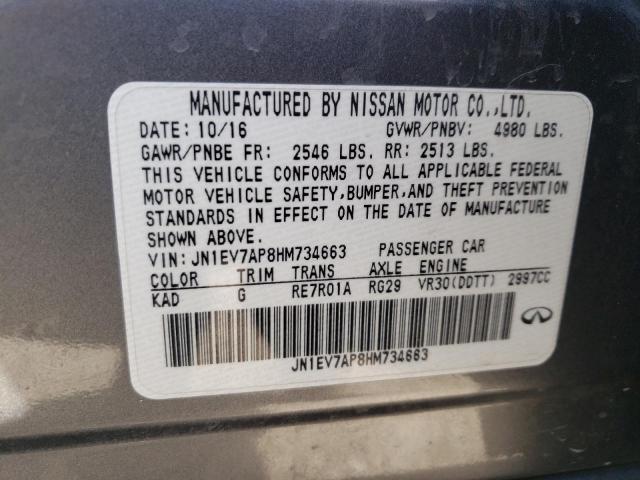 MANUFACTURED BY NISSAN MOTOR CO.,LTD.
DATE: 10/16 GVWR/PNBV: 4980 LBS.
GAWR/PNBE FR: 2546 LBS. RR: 2513 LBS.
THIS VEHICLE CONFORMS TO ALL APPLICABLE FEDERAL
MOTOR VEHICLE SAFETY,BUMPER,AND THEFT PREVENTION
STANDARDS IN EFFECT ON THE DATE OF MANUFACTURE
SHOWN ABOVE.
VIN: JN1EV7AP8HM734663 PASSENGER CAR
COLOR TRIM TRANS AXLE ENGINE
KAD G RE7R01A RG29 VR30(DDTT) 2997CC
JN1EV7AP8HM734663